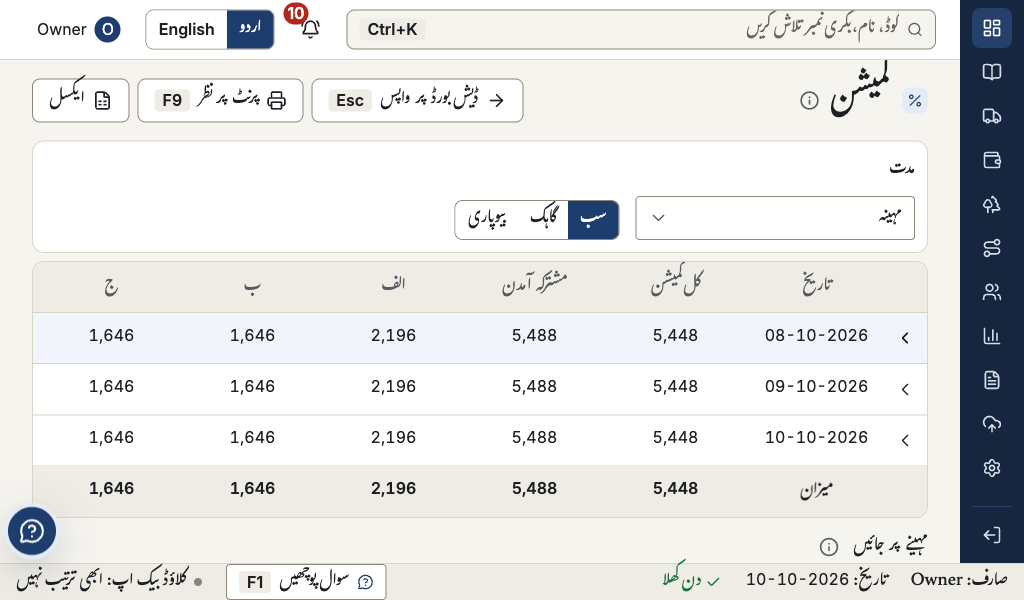 کوڈ، نام، بکری نمبر تلاش کریں Ctrl+K 10 اردو English O Owner
% کمیشن ڈیش بورڈ پر واپس Esc پرنٹ پر نظر F9 ایکسل
مدت
مہینہ سب گاہک بیوپاری
تاریخ کل کمیشن مشترکہ آمدن الف ب ج
08-10-2026 5,448 5,488 2,196 1,646 1,646
09-10-2026 5,448 5,488 2,196 1,646 1,646
10-10-2026 5,448 5,488 2,196 1,646 1,646
میزان 5,448 5,488 2,196 1,646 1,646
مہینے پر جائیں
صارف: Owner تاریخ: 10-10-2026 دن کھلا سوال پوچھیں F1 کلاؤڈ بیک اپ: ابھی ترتیب نہیں